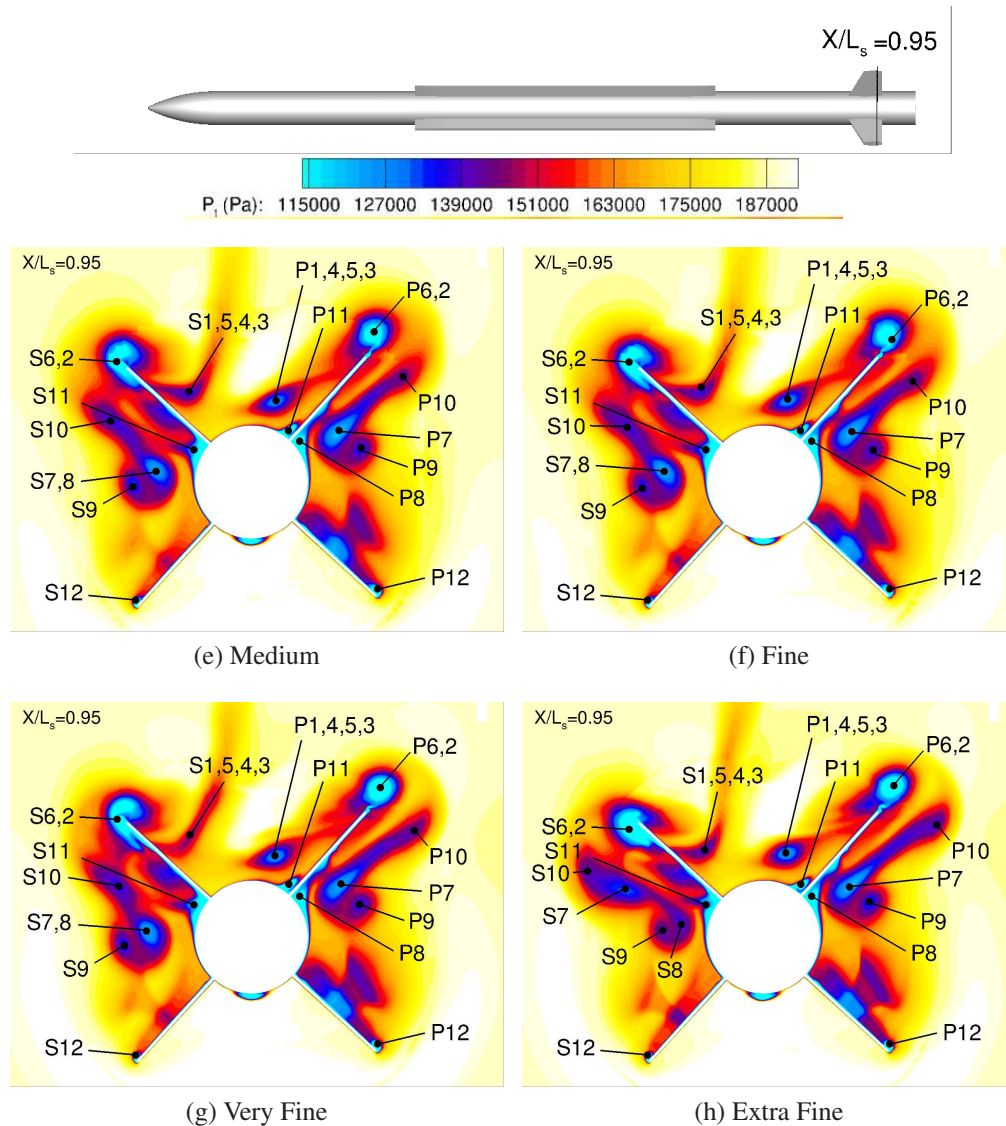 X/Ls =0.95
Pt (Pa): 115000 127000 139000 151000 163000 175000 187000
X/Ls=0.95
P1,4,5,3
P6,2
P11
S1,5,4,3
S6,2
S11
P10
S10
P7
S7,8
P9
S9
P8
S12
P12
(e) Medium
X/Ls=0.95
P1,4,5,3
P6,2
P11
S1,5,4,3
S6,2
S11
P10
S10
P7
S7,8
P9
S9
P8
S12
P12
(f) Fine
X/Ls=0.95
P1,4,5,3
P6,2
P11
S1,5,4,3
S6,2
S11
P10
S10
P7
S7,8
P9
S9
P8
S12
P12
(g) Very Fine
X/Ls=0.95
P1,4,5,3
P6,2
P11
S1,5,4,3
S6,2
S11
P10
S10
P7
S7
P9
S9
S8
P8
S12
P12
(h) Extra Fine